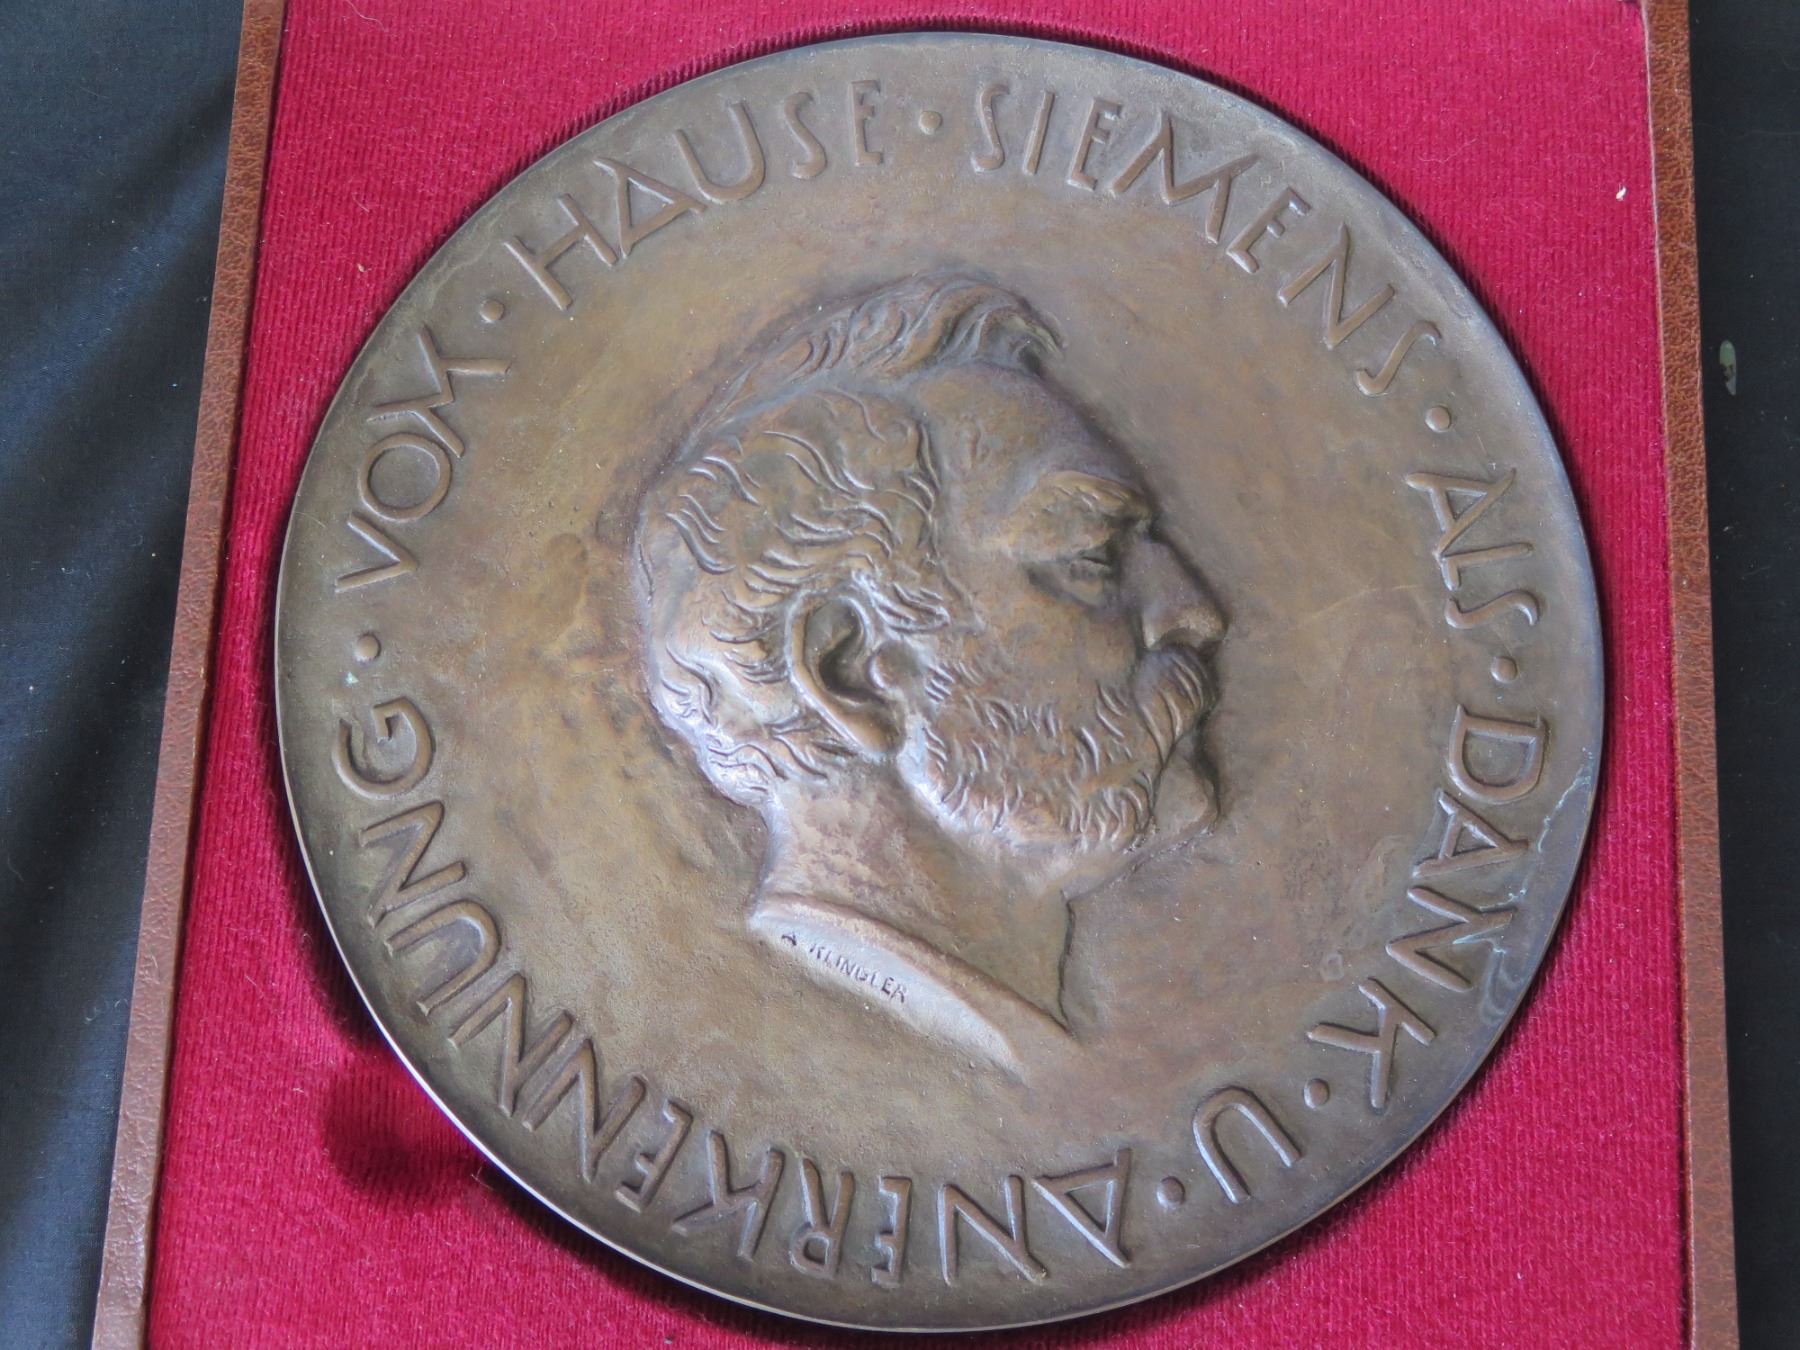 VOM · HAUSE · SIEMENS · ALS · DANK · U · ANERKENNUNG ·
A KLINGLER